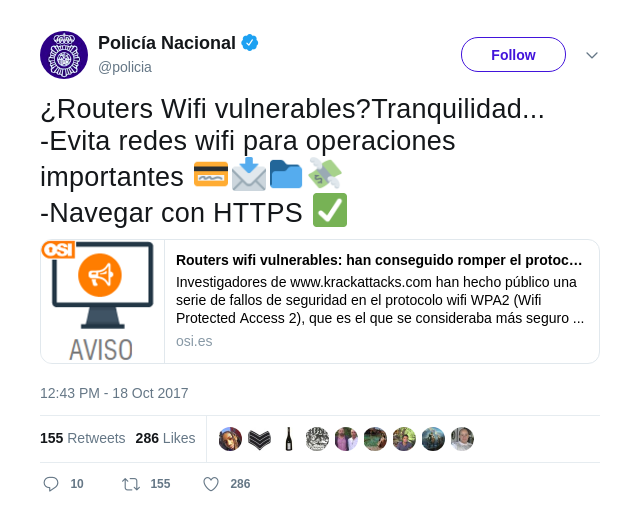 Policía Nacional
@policia
Follow
¿Routers Wifi vulnerables?Tranquilidad...
-Evita redes wifi para operaciones
importantes 💳📩📁💸
-Navegar con HTTPS ✅
OSI
AVISO
Routers wifi vulnerables: han conseguido romper el protoc…
Investigadores de www.krackattacks.com han hecho público una
serie de fallos de seguridad en el protocolo wifi WPA2 (Wifi
Protected Access 2), que es el que se consideraba más seguro ...
osi.es
12:43 PM - 18 Oct 2017
155 Retweets 286 Likes
10 155 286